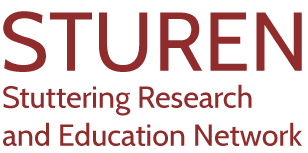 STUREN
Stuttering Research
and Education Network